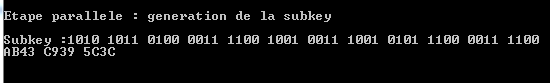 Etape parallele : generation de la subkey
Subkey :1010 1011 0100 0011 1100 1001 0011 1001 0101 1100 0011 1100
AB43 C939 5C3C